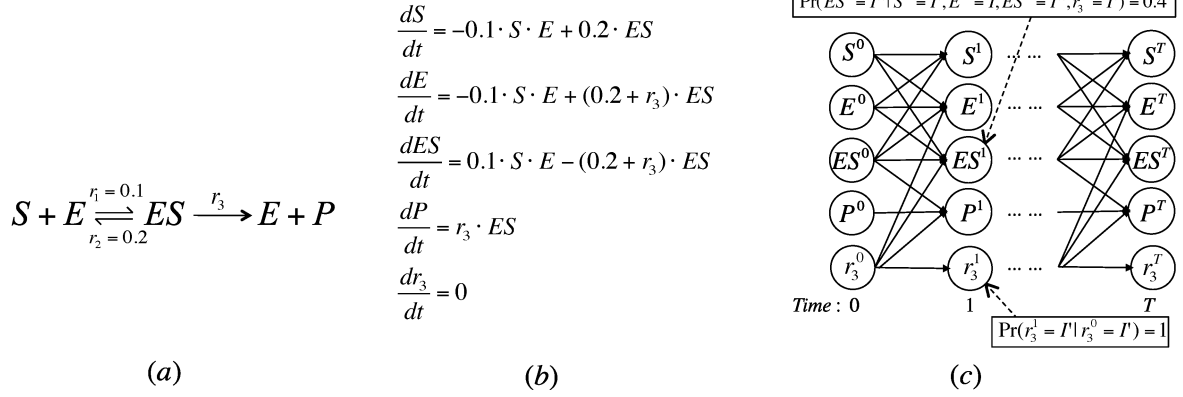 S + E ⇌ ES → E + P
r₁ = 0.1
r₂ = 0.2
r₃
(a)
dS/dt = −0.1· S · E + 0.2· ES
dE/dt = −0.1· S · E + (0.2 + r₃)· ES
dES/dt = 0.1· S · E − (0.2 + r₃)· ES
dP/dt = r₃ · ES
dr₃/dt = 0
(b)
= 0.4
S⁰ S¹ ... ... Sᵀ
E⁰ E¹ ... ... Eᵀ
ES⁰ ES¹ ... ... ESᵀ
P⁰ P¹ ... ... Pᵀ
r₃⁰ r₃¹ ... ... r₃ᵀ
Time : 0 1 T
Pr(r₃¹ = I' | r₃⁰ = I') = 1
(c)